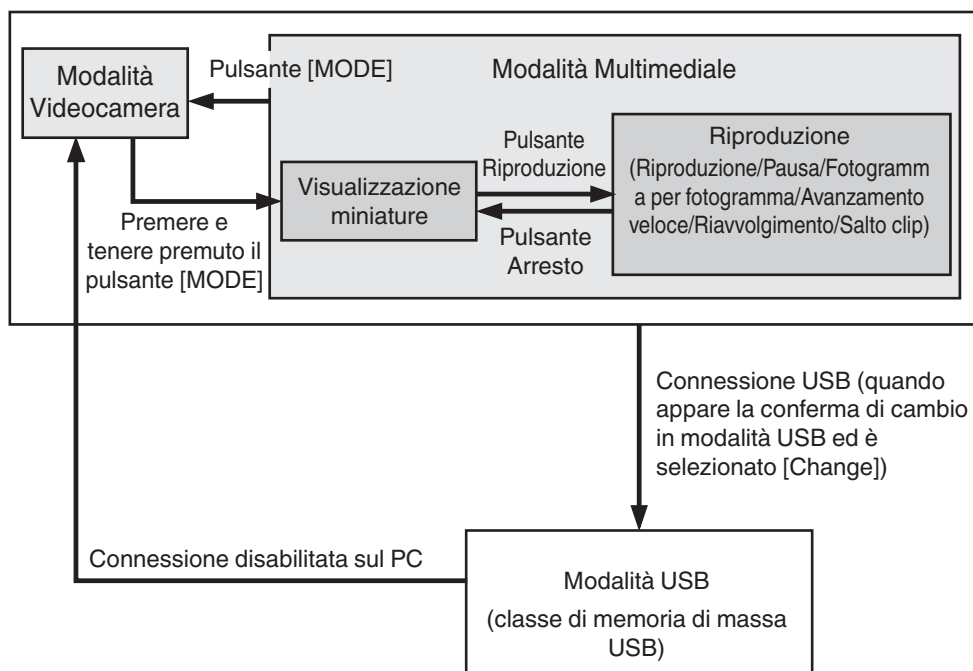 Modalità
Videocamera
Pulsante [MODE]
Modalità Multimediale
Premere e
tenere premuto il
pulsante [MODE]
Visualizzazione
miniature
Pulsante
Riproduzione
Pulsante
Arresto
Riproduzione
(Riproduzione/Pausa/Fotogramm
a per fotogramma/Avanzamento
veloce/Riavvolgimento/Salto clip)
Connessione USB (quando
appare la conferma di cambio
in modalità USB ed è
selezionato [Change])
Connessione disabilitata sul PC
Modalità USB
(classe di memoria di massa
USB)